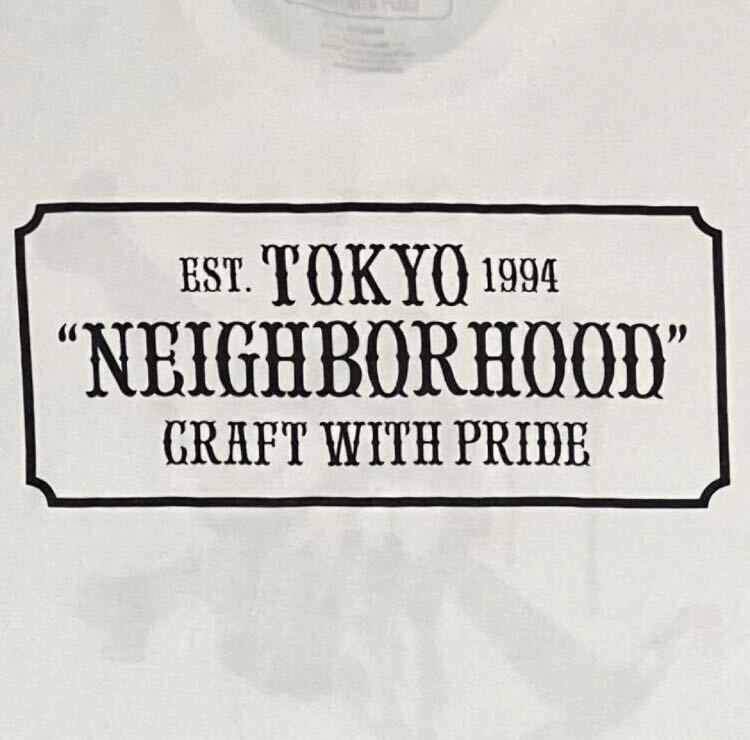 EST. TOKYO 1994
“NEIGHBORHOOD”
CRAFT WITH PRIDE